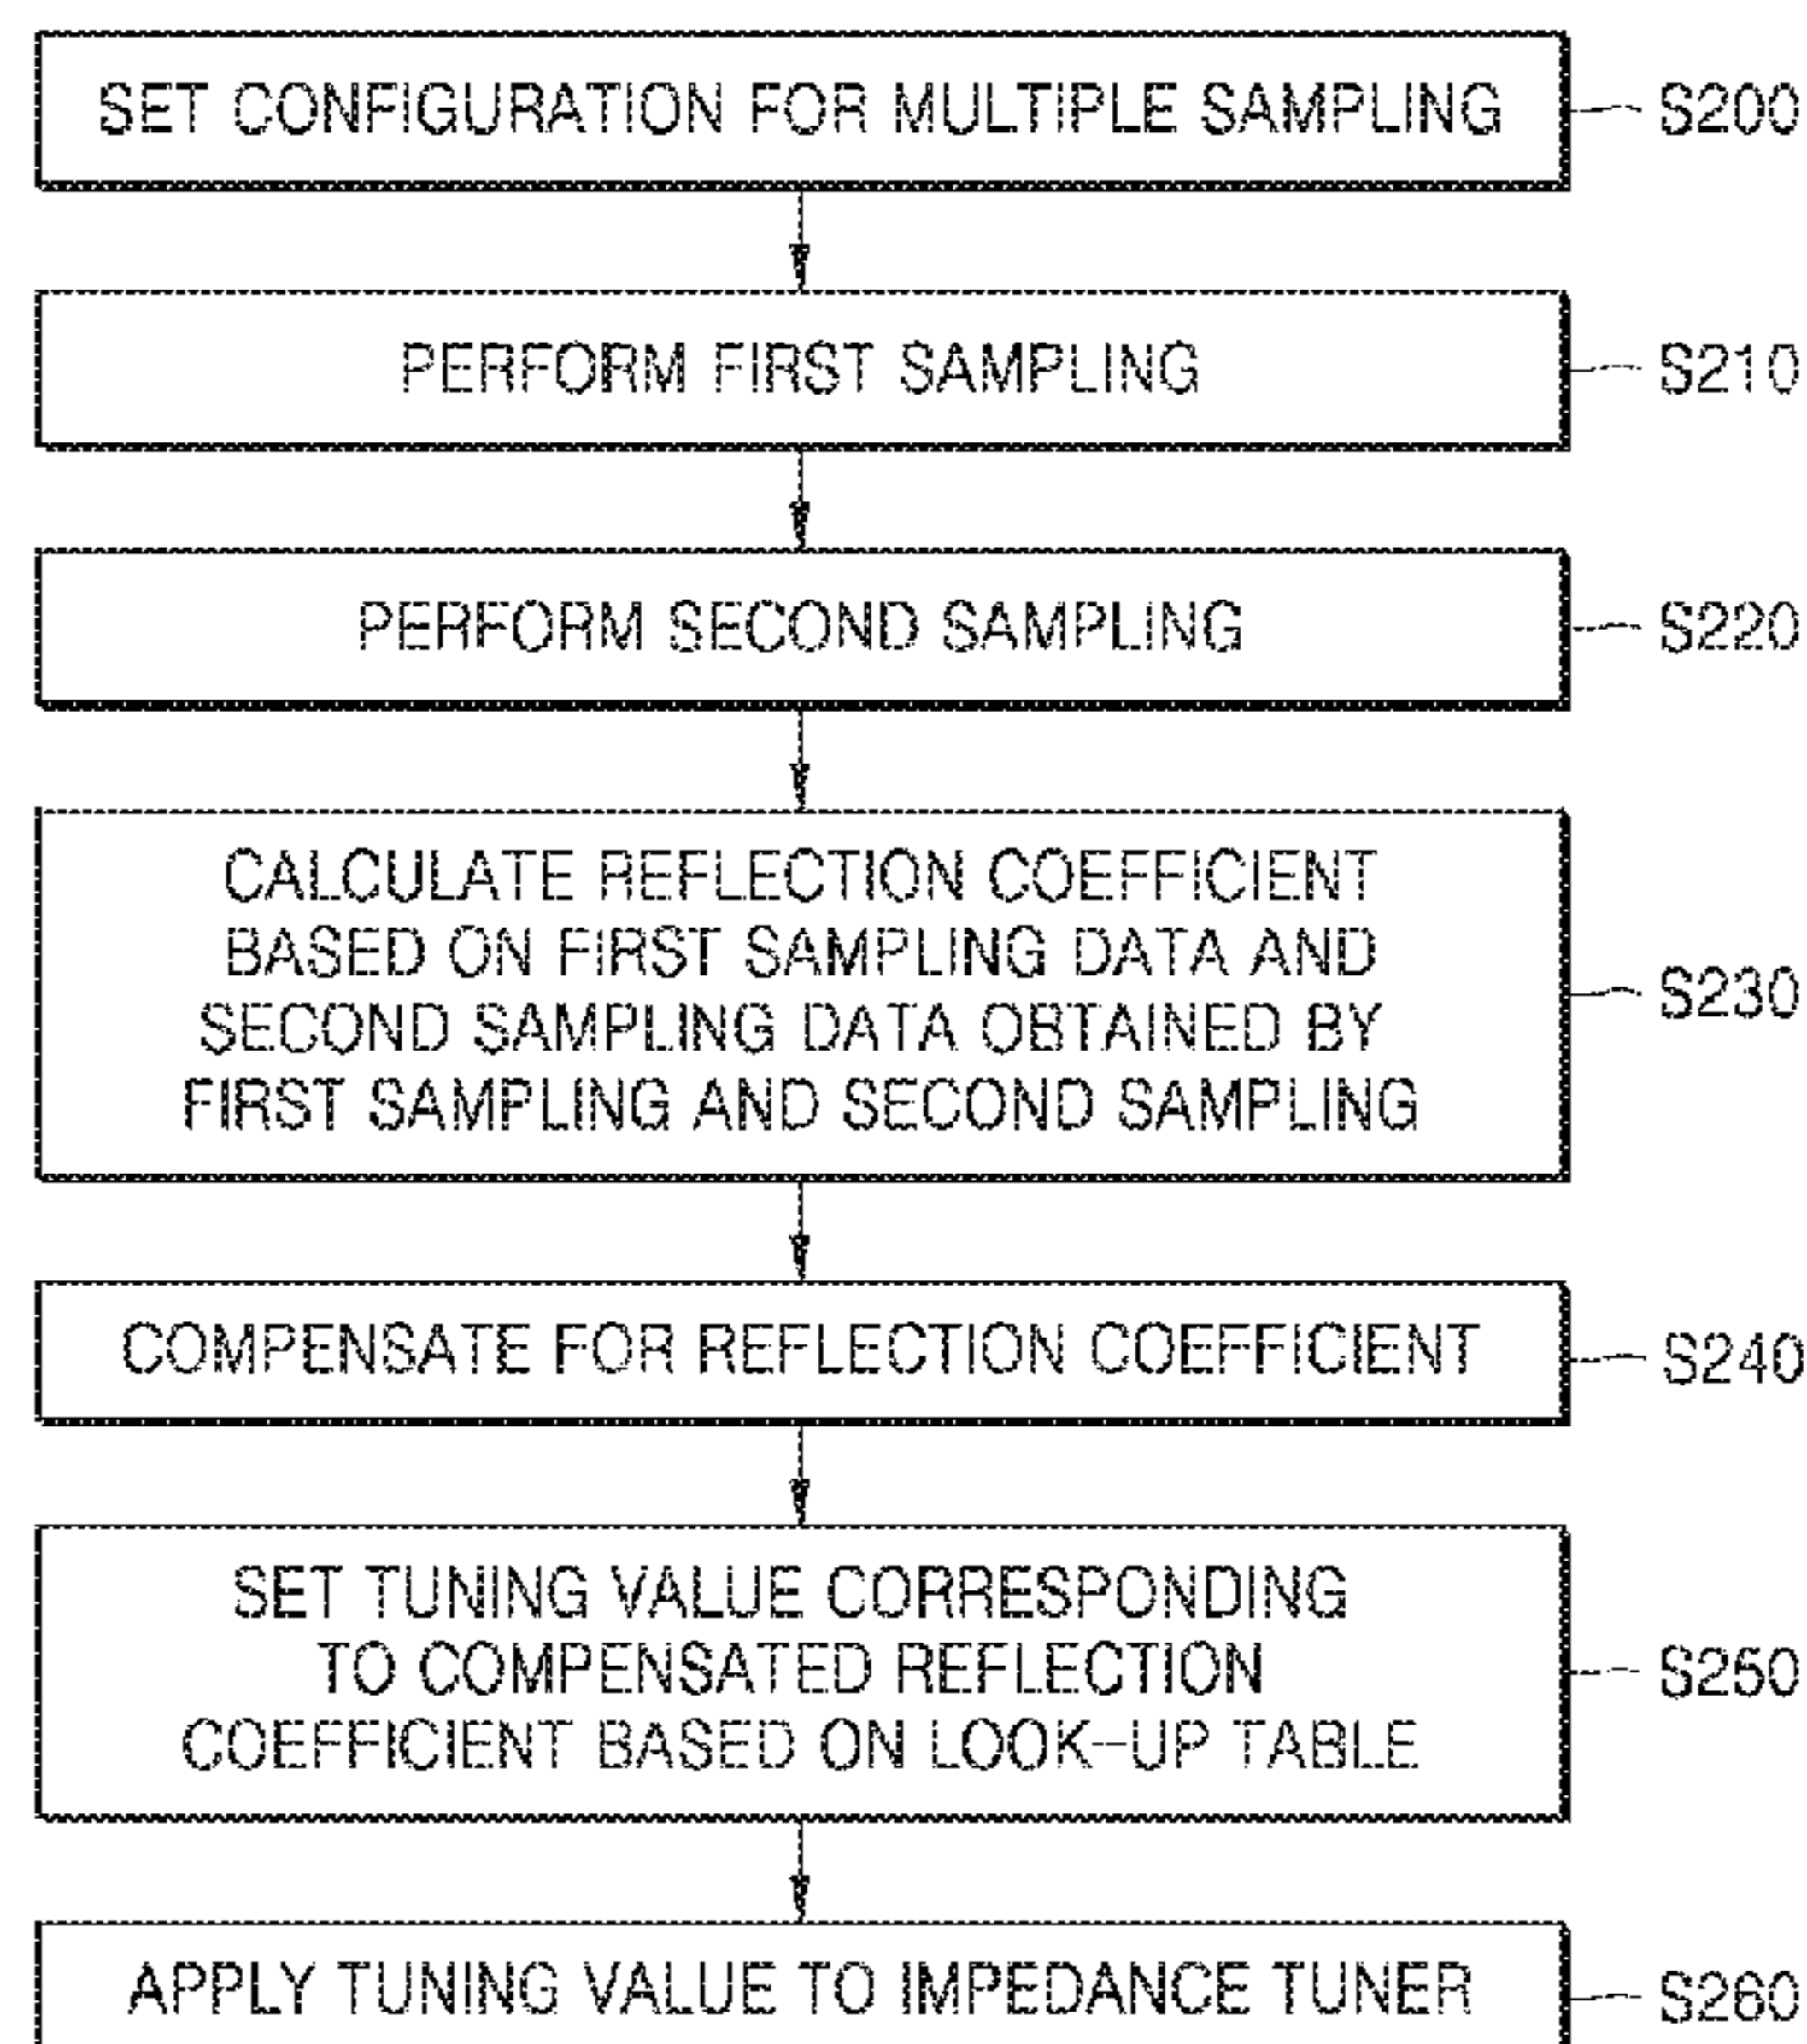 SET CONFIGURATION FOR MULTIPLE SAMPLING
S200
PERFORM FIRST SAMPLING
S210
PERFORM SECOND SAMPLING
S220
CALCULATE REFLECTION COEFFICIENT
BASED ON FIRST SAMPLING DATA AND
SECOND SAMPLING DATA OBTAINED BY
FIRST SAMPLING AND SECOND SAMPLING
S230
COMPENSATE FOR REFLECTION COEFFICIENT
S240
SET TUNING VALUE CORRESPONDING
TO COMPENSATED REFLECTION
COEFFICIENT BASED ON LOOK-UP TABLE
S250
APPLY TUNING VALUE TO IMPEDANCE TUNER
S260